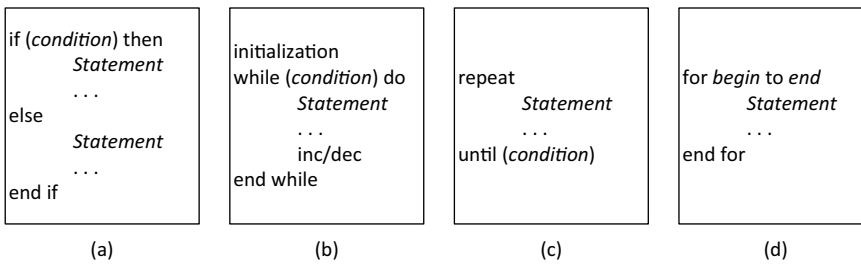 if (condition) then
Statement
. . .
else
Statement
. . .
end if
(a)
initialization
while (condition) do
Statement
. . .
inc/dec
end while
(b)
repeat
Statement
. . .
until (condition)
(c)
for begin to end
Statement
. . .
end for
(d)